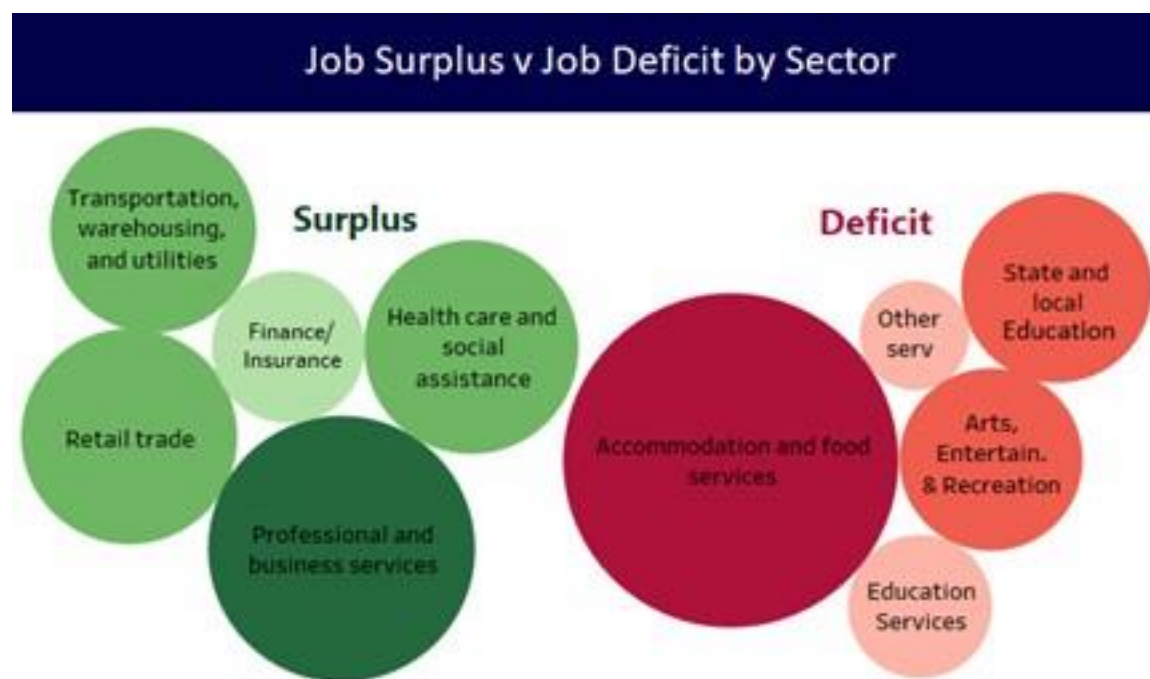 Job Surplus v Job Deficit by Sector
Transportation,
warehousing,
and utilities
Surplus
Finance/
Insurance
Health care and
social
assistance
Retail trade
Professional and
business services
Deficit
State and
local
Education
Other
serv
Accommodation and food
services
Arts,
Entertain.
& Recreation
Education
Services